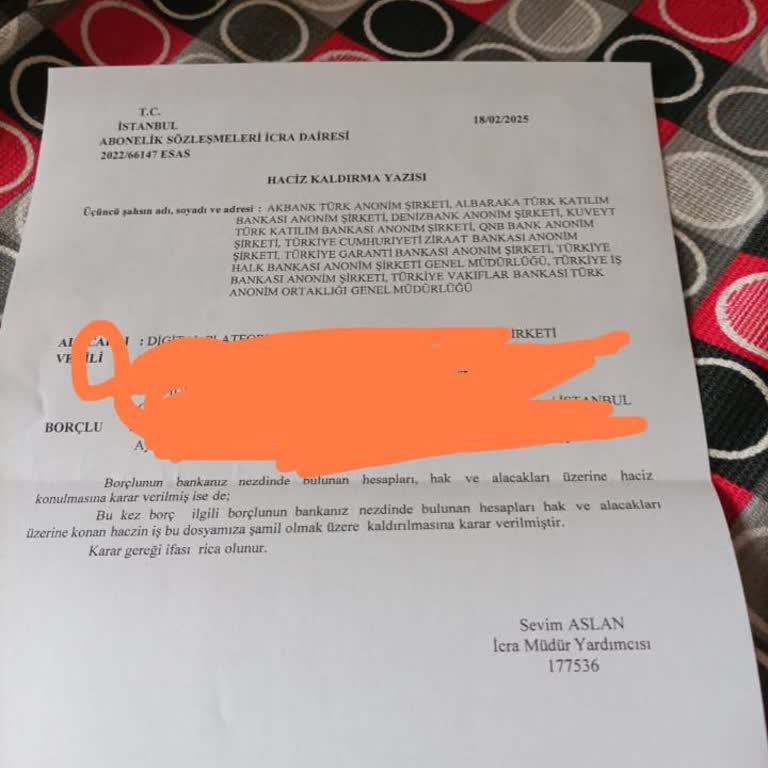 T.C.
İSTANBUL
ABONELİK SÖZLEŞMELERİ İCRA DAİRESİ
2022/66147 ESAS
18/02/2025
HACİZ KALDIRMA YAZISI
Üçüncü şahsın adı, soyadı ve adresi : AKBANK TÜRK ANONİM ŞİRKETİ, ALBARAKA TÜRK KATILIM
BANKASI ANONİM ŞİRKETİ, DENİZBANK ANONİM ŞİRKETİ, KUVEYT
TÜRK KATILIM BANKASI ANONİM ŞİRKETİ, QNB BANK ANONİM
ŞİRKETİ, TÜRKİYE CUMHURİYETİ ZİRAAT BANKASI ANONİM
ŞİRKETİ, TÜRKİYE GARANTİ BANKASI ANONİM ŞİRKETİ, TÜRKİYE
HALK BANKASI ANONİM ŞİRKETİ GENEL MÜDÜRLÜĞÜ, TÜRKİYE İŞ
BANKASI ANONİM ŞİRKETİ, TÜRKİYE VAKIFLAR BANKASI TÜRK
ANONİM ORTAKLIĞI GENEL MÜDÜRLÜĞÜ
BORÇLU
Borçlunun bankanız nezdinde bulunan hesapları, hak ve alacakları üzerine haciz
konulmasına karar verilmiş ise de;
Bu kez borç ilgili borçlunun bankanız nezdinde bulunan hesapları hak ve alacakları
üzerine konan haczin iş bu dosyamıza şamil olmak üzere kaldırılmasına karar verilmiştir.
Karar gereği ifası rica olunur.
Sevim ASLAN
İcra Müdür Yardımcısı
177536